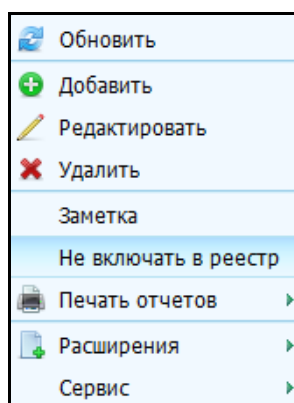 Обновить
Добавить
Редактировать
Удалить
Заметка
Не включать в реестр
Печать отчетов
Расширения
Сервис